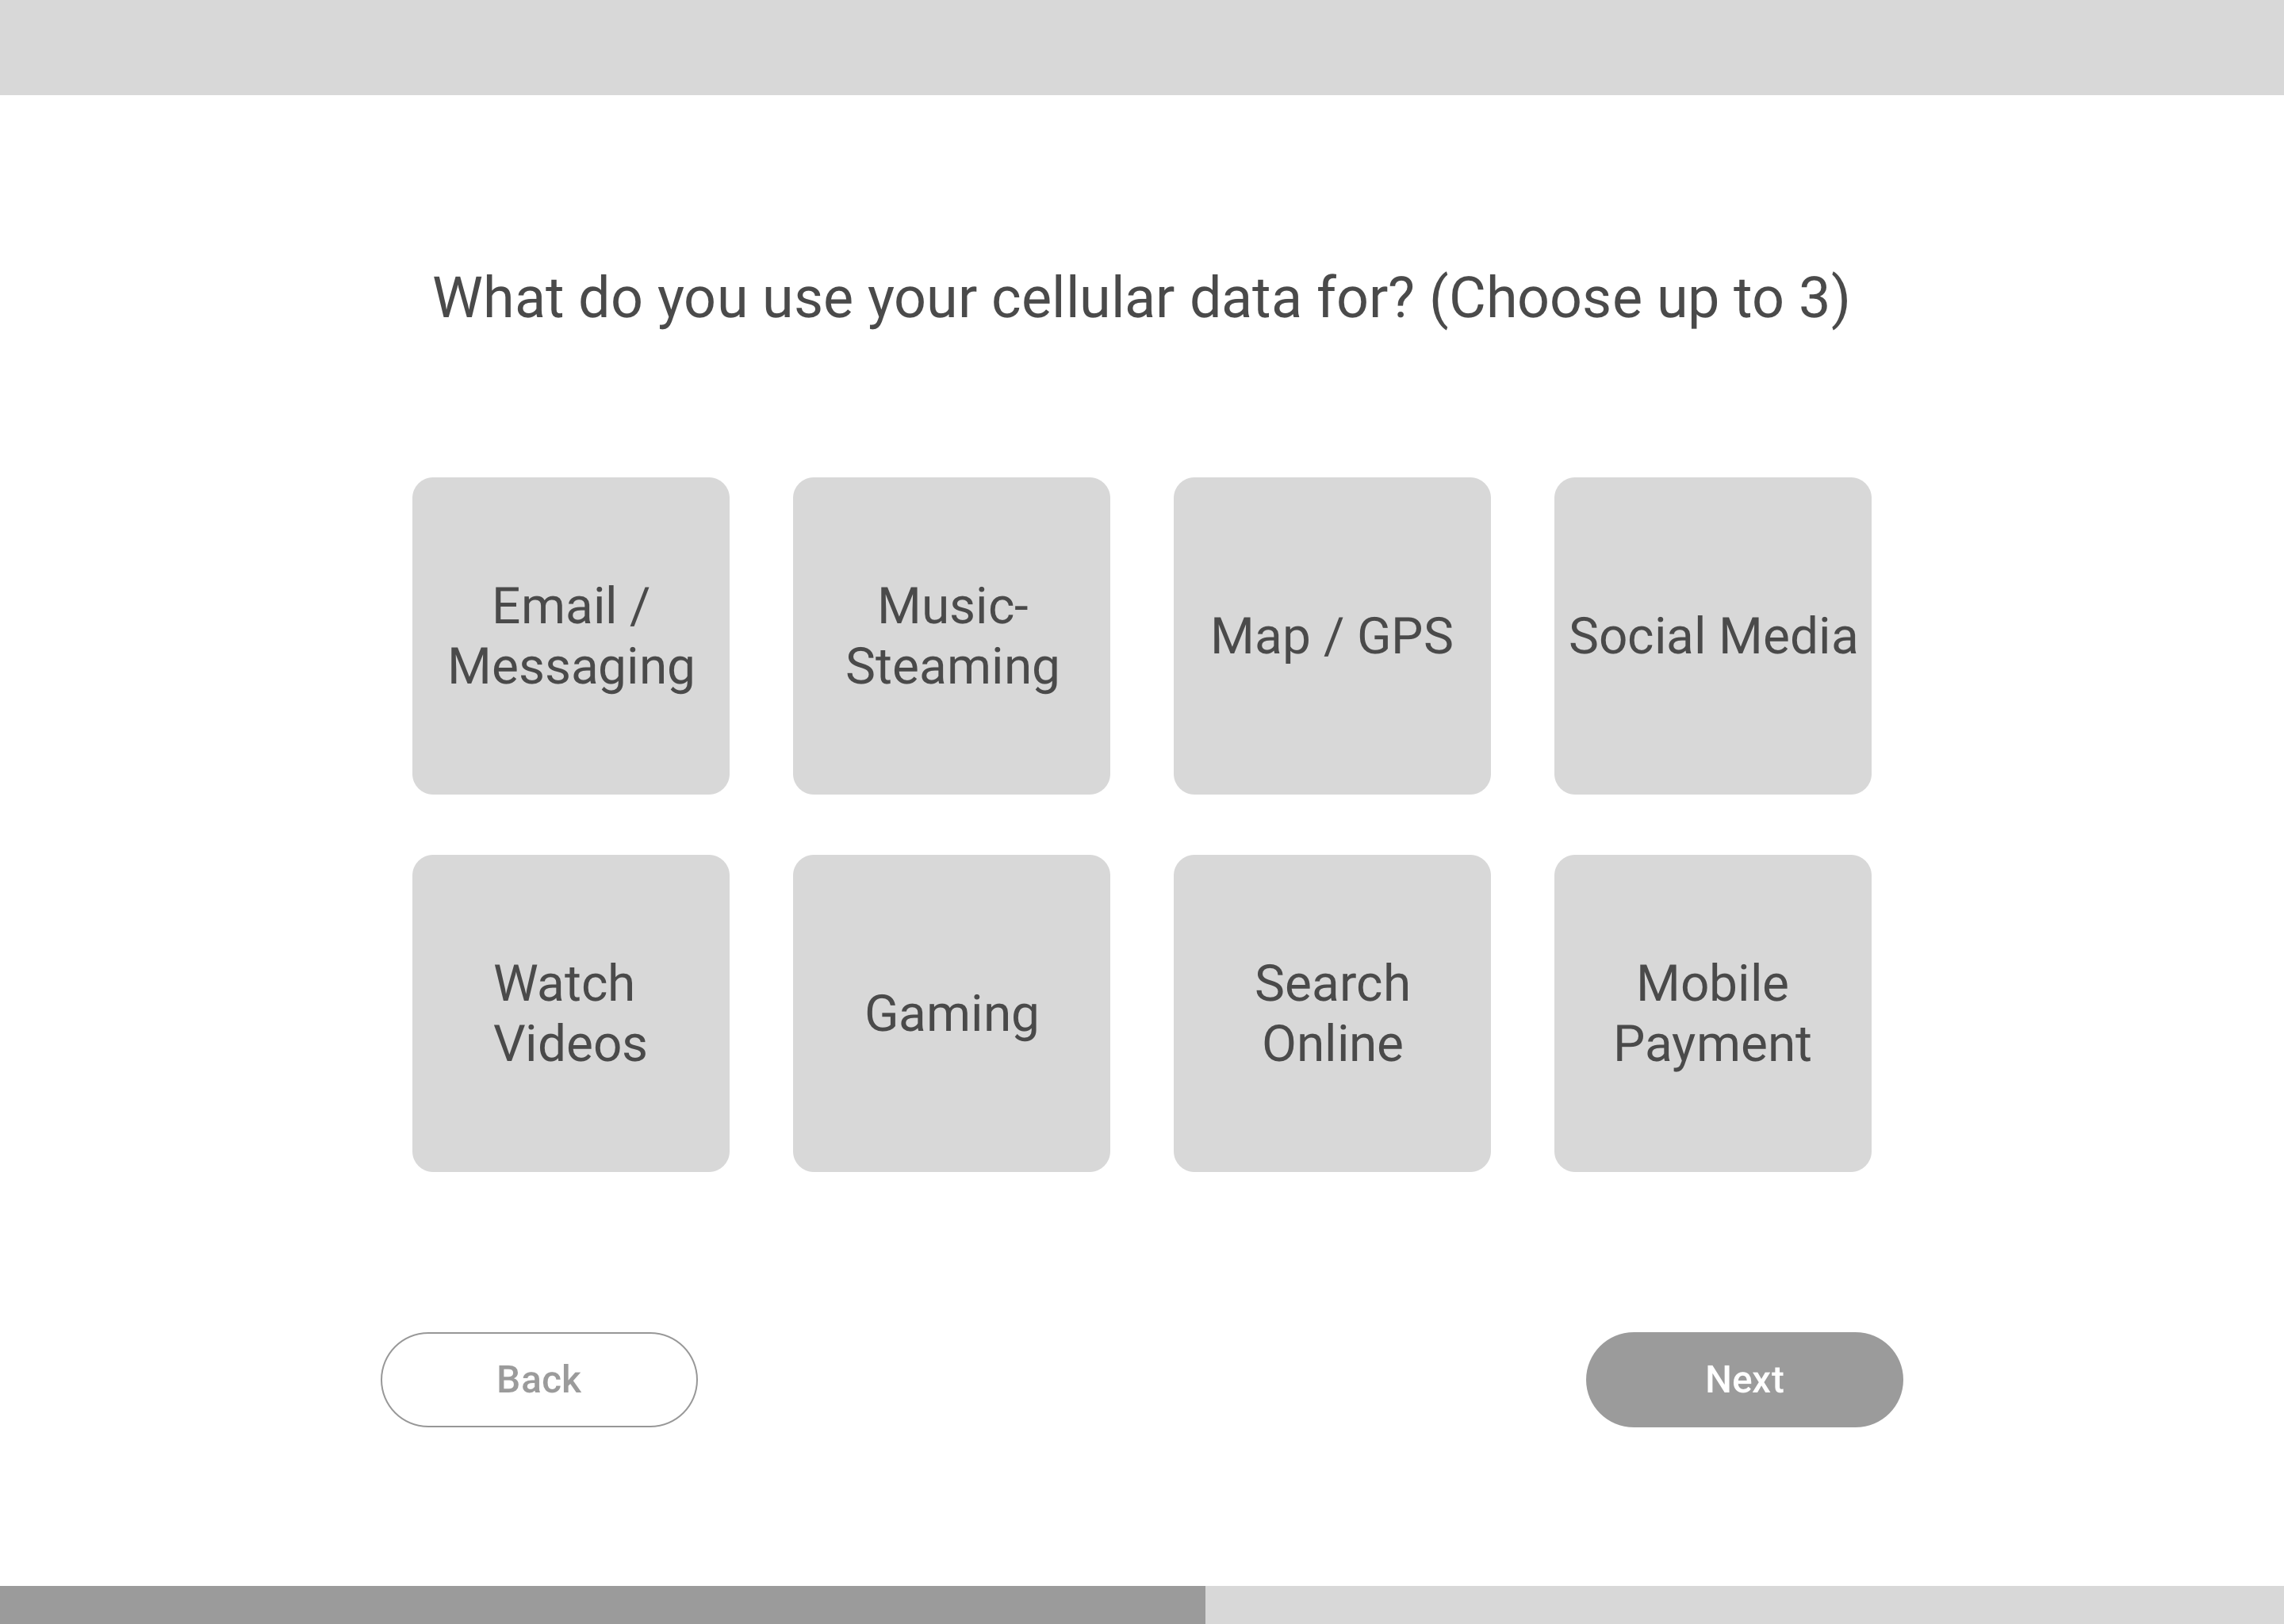 What do you use your cellular data for? (Choose up to 3)
Email /
Messaging
Music-
Steaming
Map / GPS
Social Media
Watch
Videos
Gaming
Search
Online
Mobile
Payment
Back
Next